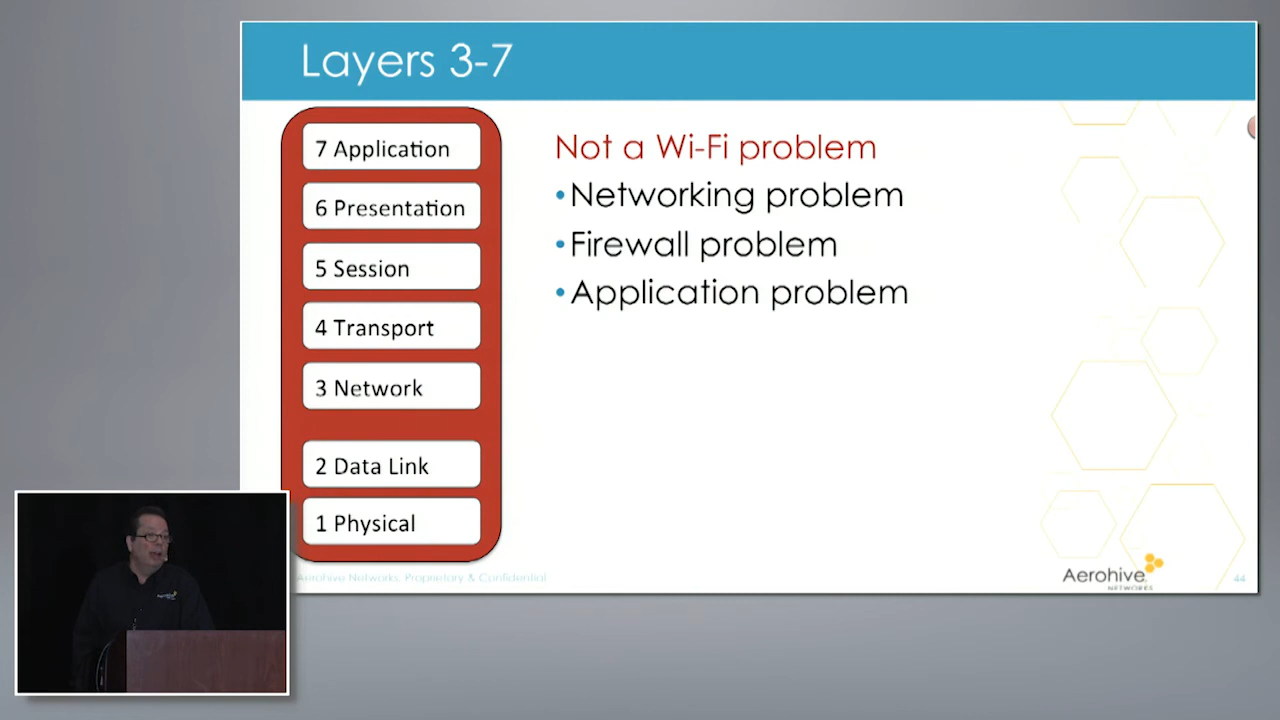 Layers 3-7
7 Application
6 Presentation
5 Session
4 Transport
3 Network
2 Data Link
1 Physical
Not a Wi-Fi problem
•Networking problem
•Firewall problem
•Application problem
Aerohive Networks, Proprietary & Confidential
Aerohive
NETWORKS
44